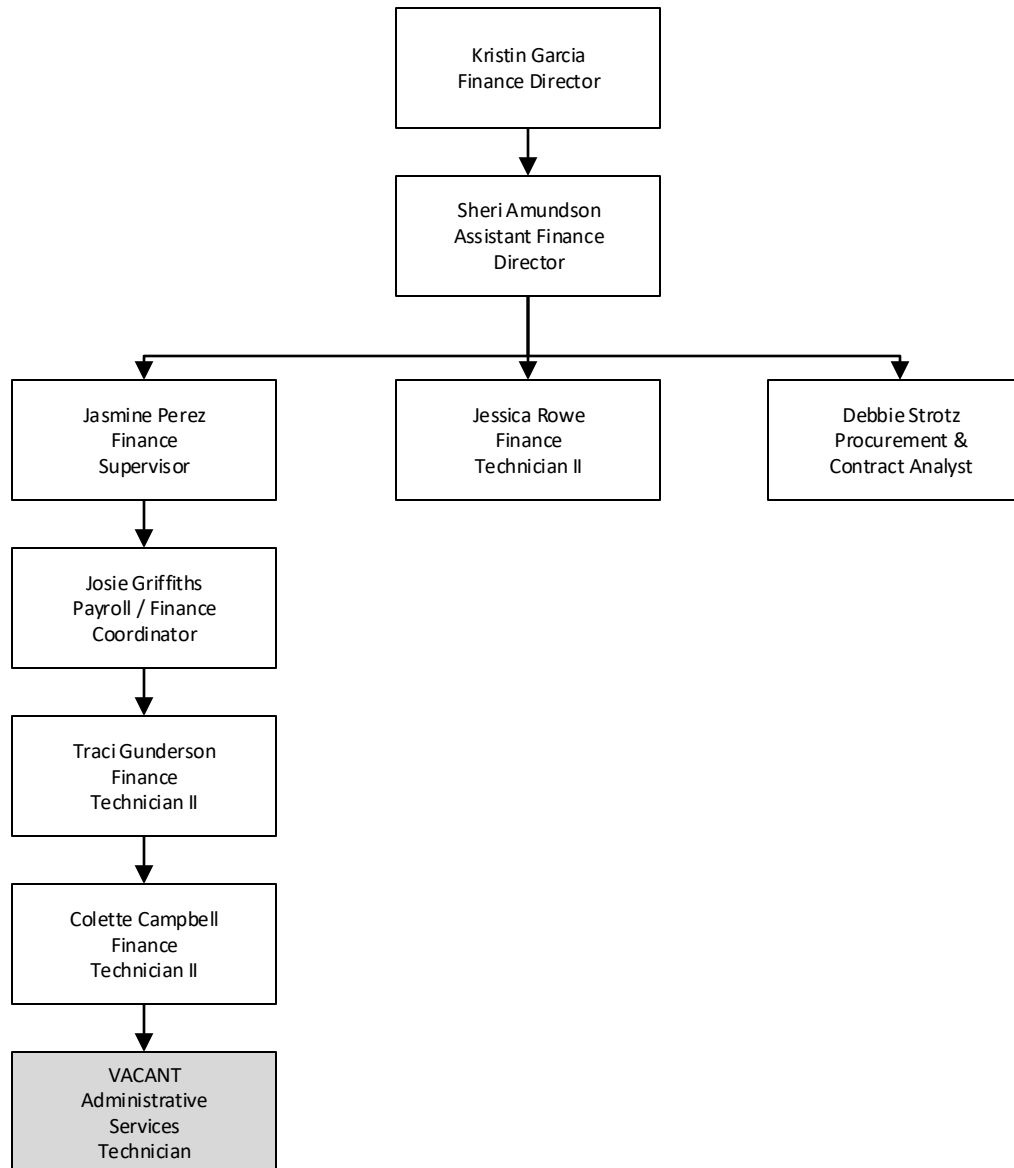 Kristin Garcia
Finance Director
Sheri Amundson
Assistant Finance
Director
Jasmine Perez
Finance
Supervisor
Jessica Rowe
Finance
Technician II
Debbie Strotz
Procurement &
Contract Analyst
Josie Griffiths
Payroll / Finance
Coordinator
Traci Gunderson
Finance
Technician II
Colette Campbell
Finance
Technician II
VACANT
Administrative
Services
Technician